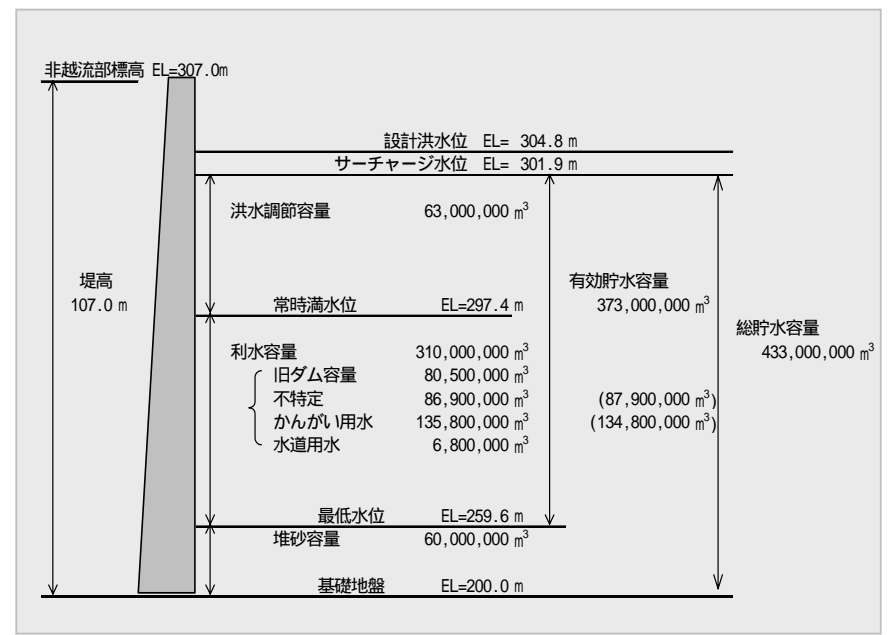 非越流部標高 EL=307.0m
設計洪水位 EL= 304.8 m
サーチャージ水位 EL= 301.9 m
洪水調節容量 63,000,000 m³
堤高
107.0 m
有効貯水容量
373,000,000 m³
常時満水位 EL=297.4 m
総貯水容量
433,000,000 m³
利水容量 310,000,000 m³
旧ダム容量 80,500,000 m³
不特定 86,900,000 m³ (87,900,000 m³)
かんがい用水 135,800,000 m³ (134,800,000 m³)
水道用水 6,800,000 m³
最低水位 EL=259.6 m
堆砂容量 60,000,000 m³
基礎地盤 EL=200.0 m